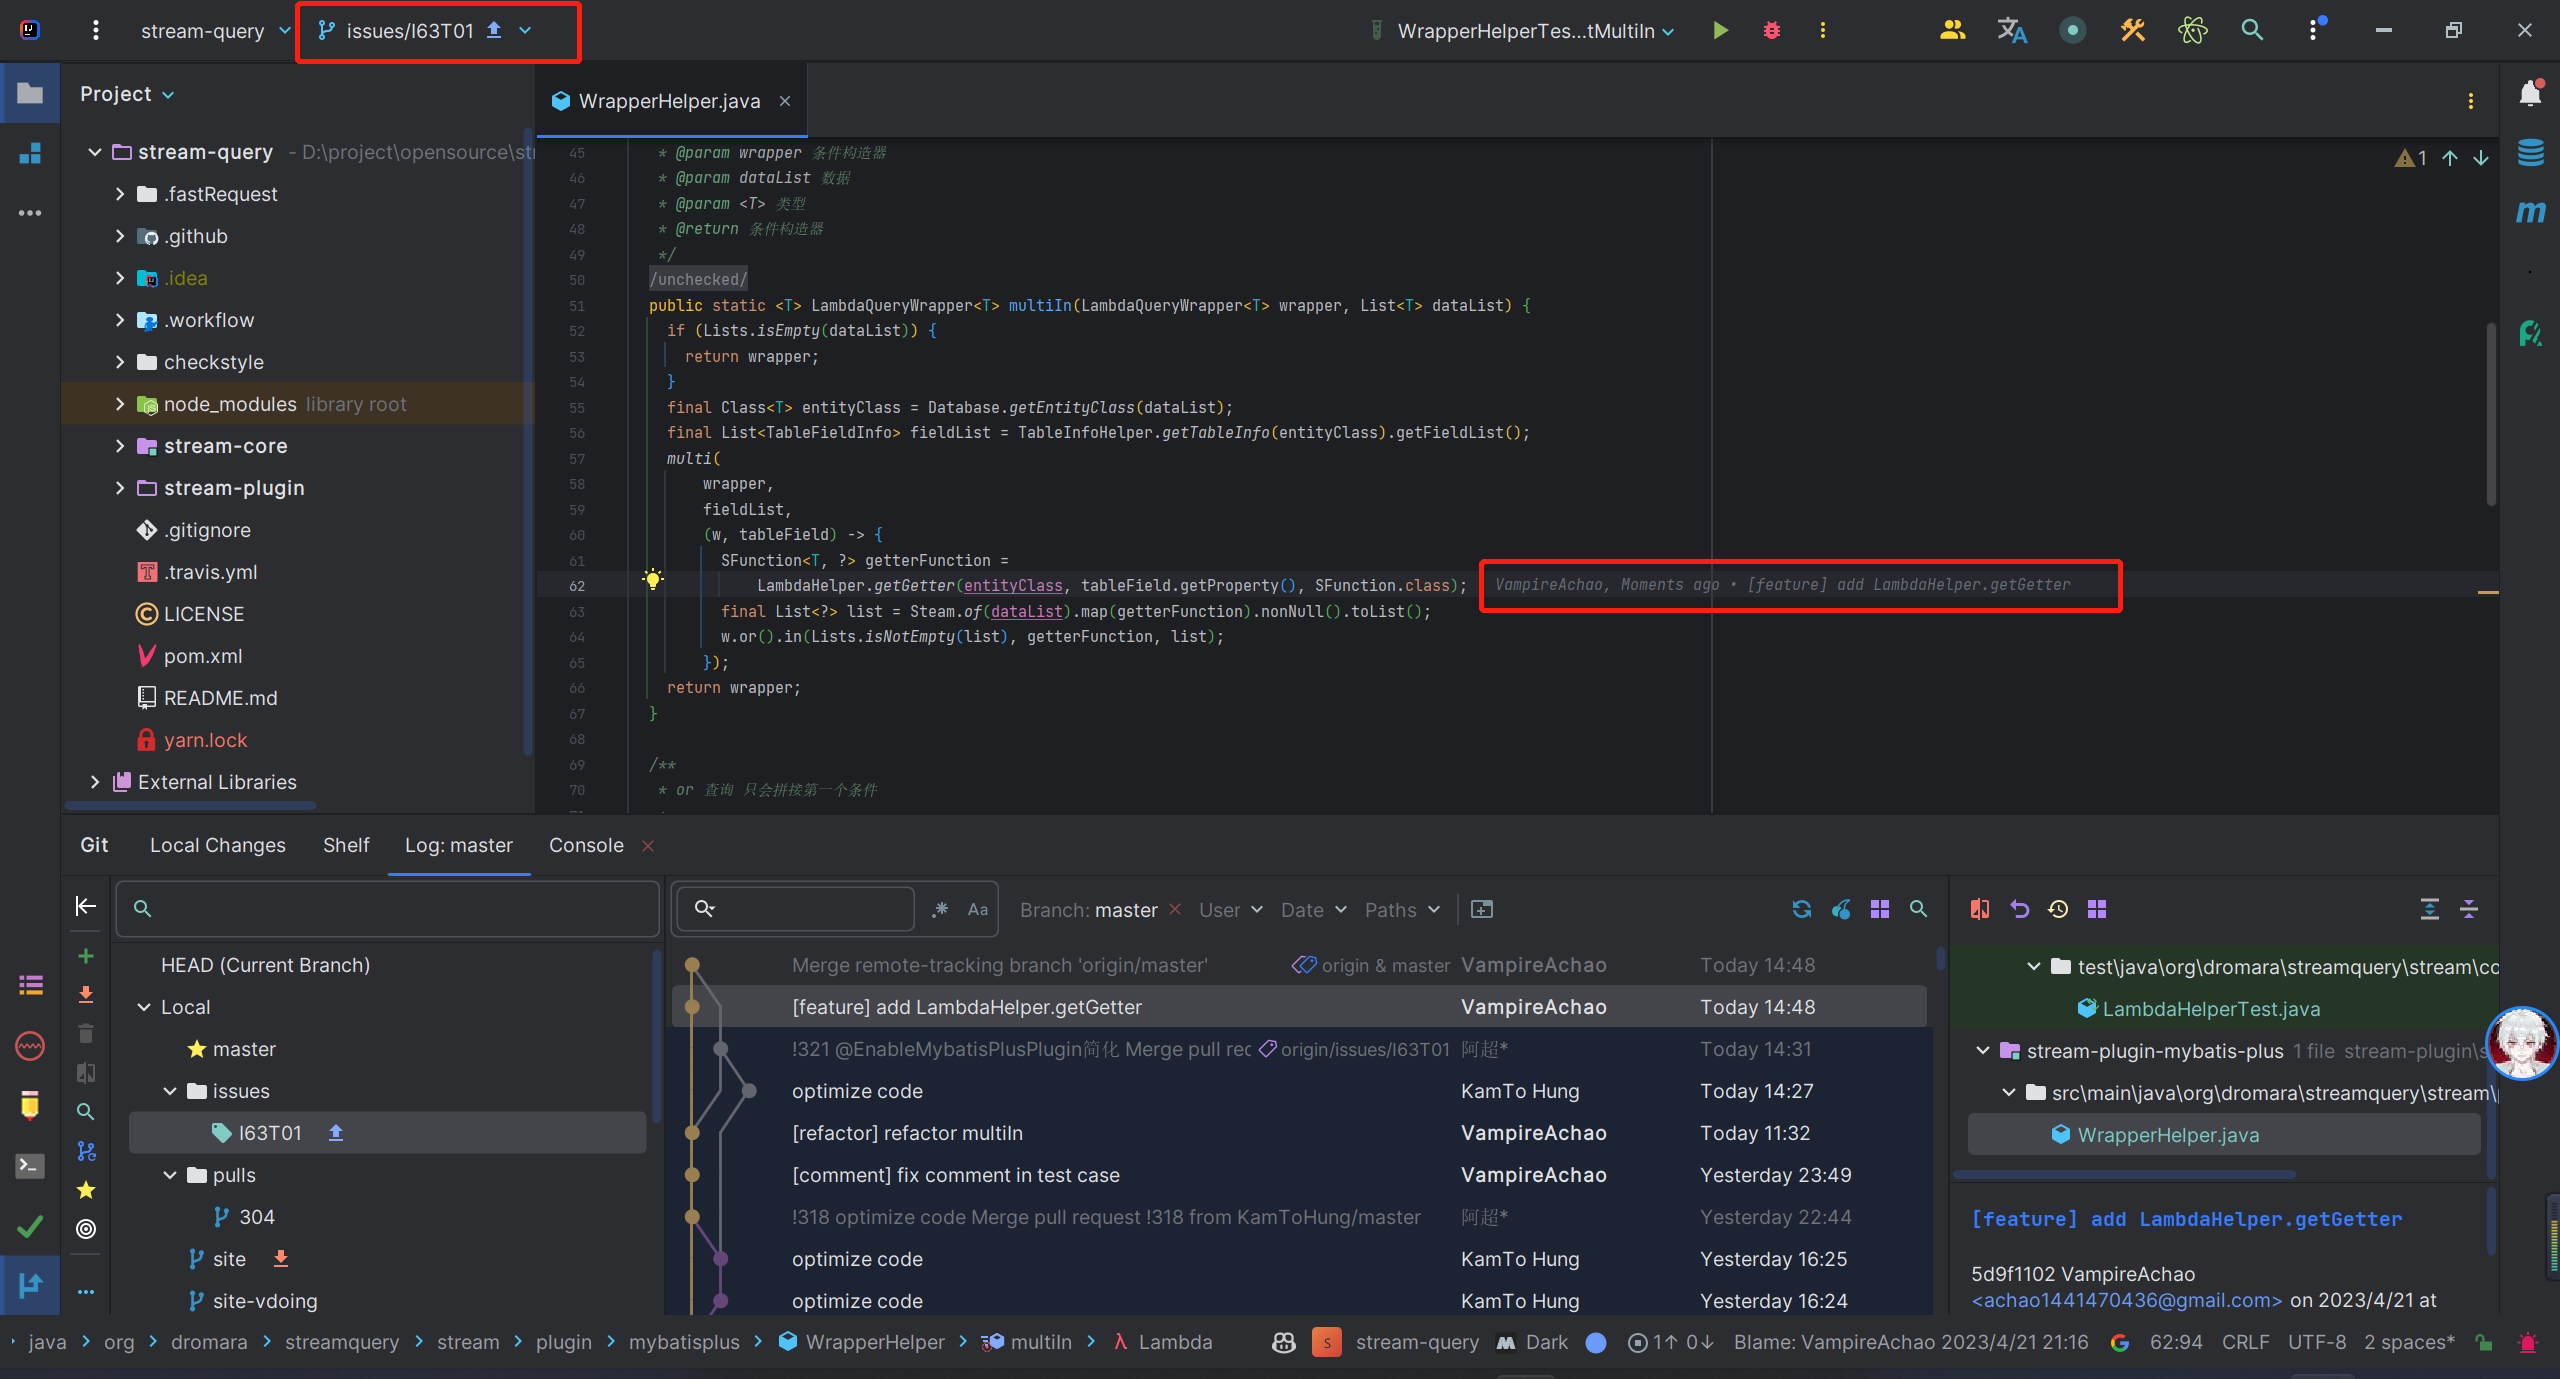 stream-query
issues/I63T01
WrapperHelperTes...tMultiIn
Project
WrapperHelper.java
stream-query - D:\project\opensource\str
.fastRequest
.github
.idea
.workflow
checkstyle
node_modules library root
stream-core
stream-plugin
.gitignore
.travis.yml
LICENSE
pom.xml
README.md
yarn.lock
External Libraries
1
45 * @param wrapper 条件构造器
46 * @param dataList 数据
47 * @param <T> 类型
48 * @return 条件构造器
49 */
50 /unchecked/
51 public static <T> LambdaQueryWrapper<T> multiIn(LambdaQueryWrapper<T> wrapper, List<T> dataList) {
52 if (Lists.isEmpty(dataList)) {
53 return wrapper;
54 }
55 final Class<T> entityClass = Database.getEntityClass(dataList);
56 final List<TableFieldInfo> fieldList = TableInfoHelper.getTableInfo(entityClass).getFieldList();
57 multi(
58 wrapper,
59 fieldList,
60 (w, tableField) -> {
61 SFunction<T, ?> getterFunction =
62 LambdaHelper.getGetter(entityClass, tableField.getProperty(), SFunction.class); VampireAchao, Moments ago • [feature] add LambdaHelper.getGetter
63 final List<?> list = Steam.of(dataList).map(getterFunction).nonNull().toList();
64 w.or().in(Lists.isNotEmpty(list), getterFunction, list);
65 });
66 return wrapper;
67 }
68
69 /**
70 * or 查询 只会拼接第一个条件
Git Local Changes Shelf Log: master Console
HEAD (Current Branch)
Local
master
issues
I63T01
pulls
304
site
site-vdoing
.* Aa Branch: master User Date Paths
Merge remote-tracking branch 'origin/master' origin & master VampireAchao Today 14:48
[feature] add LambdaHelper.getGetter VampireAchao Today 14:48
!321 @EnableMybatisPlusPlugin简化 Merge pull rec origin/issues/I63T01 阿超* Today 14:31
optimize code KamTo Hung Today 14:27
[refactor] refactor multiIn VampireAchao Today 11:32
[comment] fix comment in test case VampireAchao Yesterday 23:49
!318 optimize code Merge pull request !318 from KamToHung/master 阿超* Yesterday 22:44
optimize code KamTo Hung Yesterday 16:25
optimize code KamTo Hung Yesterday 16:24
test\java\org\dromara\streamquery\stream\co
LambdaHelperTest.java
stream-plugin-mybatis-plus 1 file stream-plugin\s
src\main\java\org\dromara\streamquery\stream\p
WrapperHelper.java
[feature] add LambdaHelper.getGetter
5d9f1102 VampireAchao
<achao1441470436@gmail.com> on 2023/4/21 at
java > org > dromara > streamquery > stream > plugin > mybatisplus > WrapperHelper > multiIn > λ Lambda
S stream-query Dark 1↑ 0↓ Blame: VampireAchao 2023/4/21 21:16 62:94 CRLF UTF-8 2 spaces*